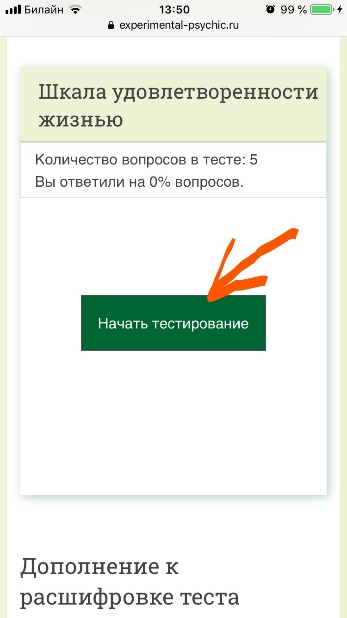 Билайн 13:50 99 %
experimental-psychic.ru
Шкала удовлетворенности
жизнью
Количество вопросов в тесте: 5
Вы ответили на 0% вопросов.
Начать тестирование
Дополнение к
расшифровке теста